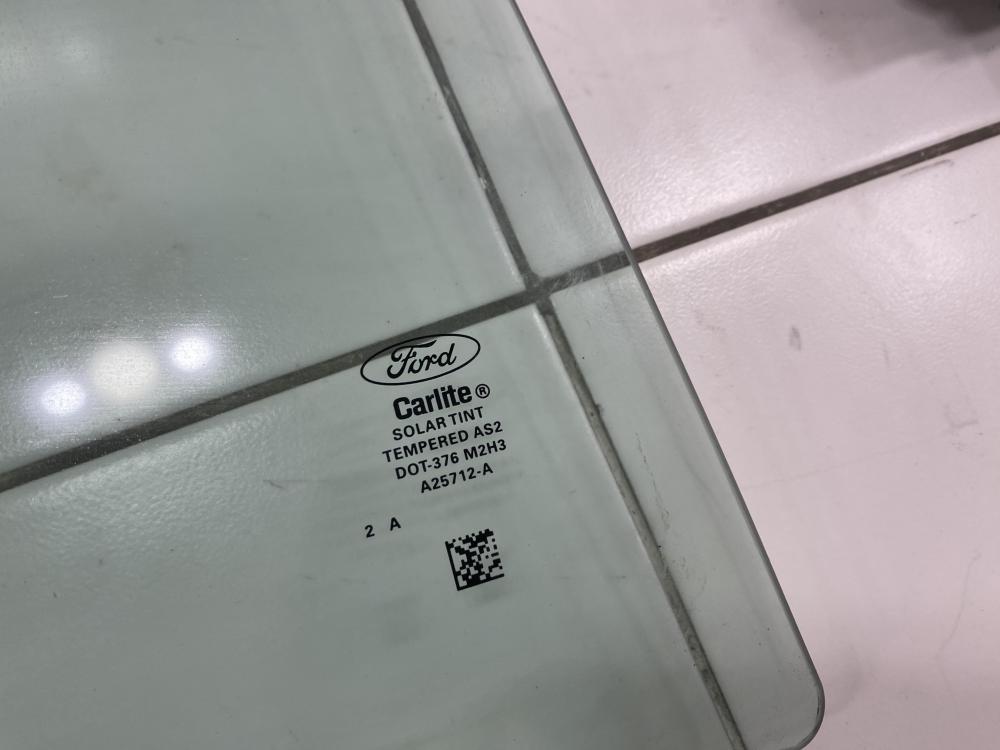 Ford
Carlite®
SOLAR TINT
TEMPERED AS2
DOT-376 M2H3
A25712-A
2 A